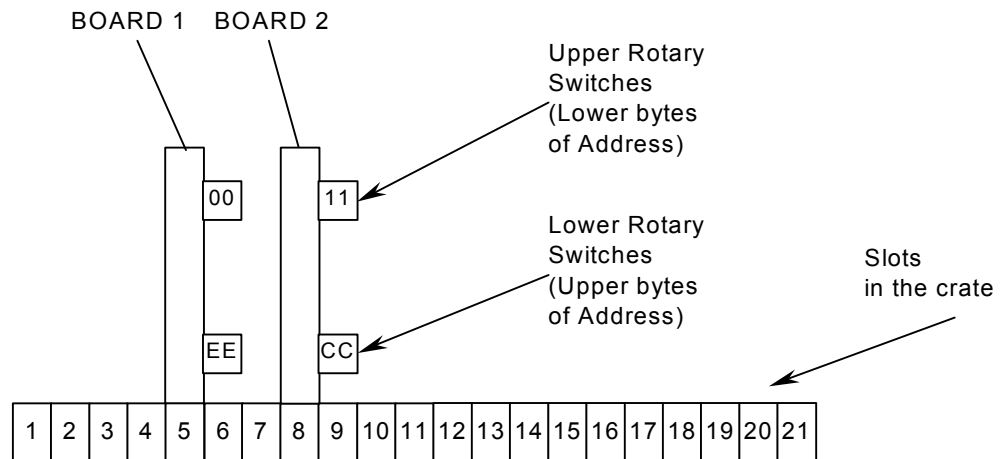 BOARD 1 BOARD 2
Upper Rotary
Switches
(Lower bytes
of Address)
00
11
Lower Rotary
Switches
(Upper bytes
of Address)
Slots
in the crate
EE
CC
1 2 3 4 5 6 7 8 9 10 11 12 13 14 15 16 17 18 19 20 21